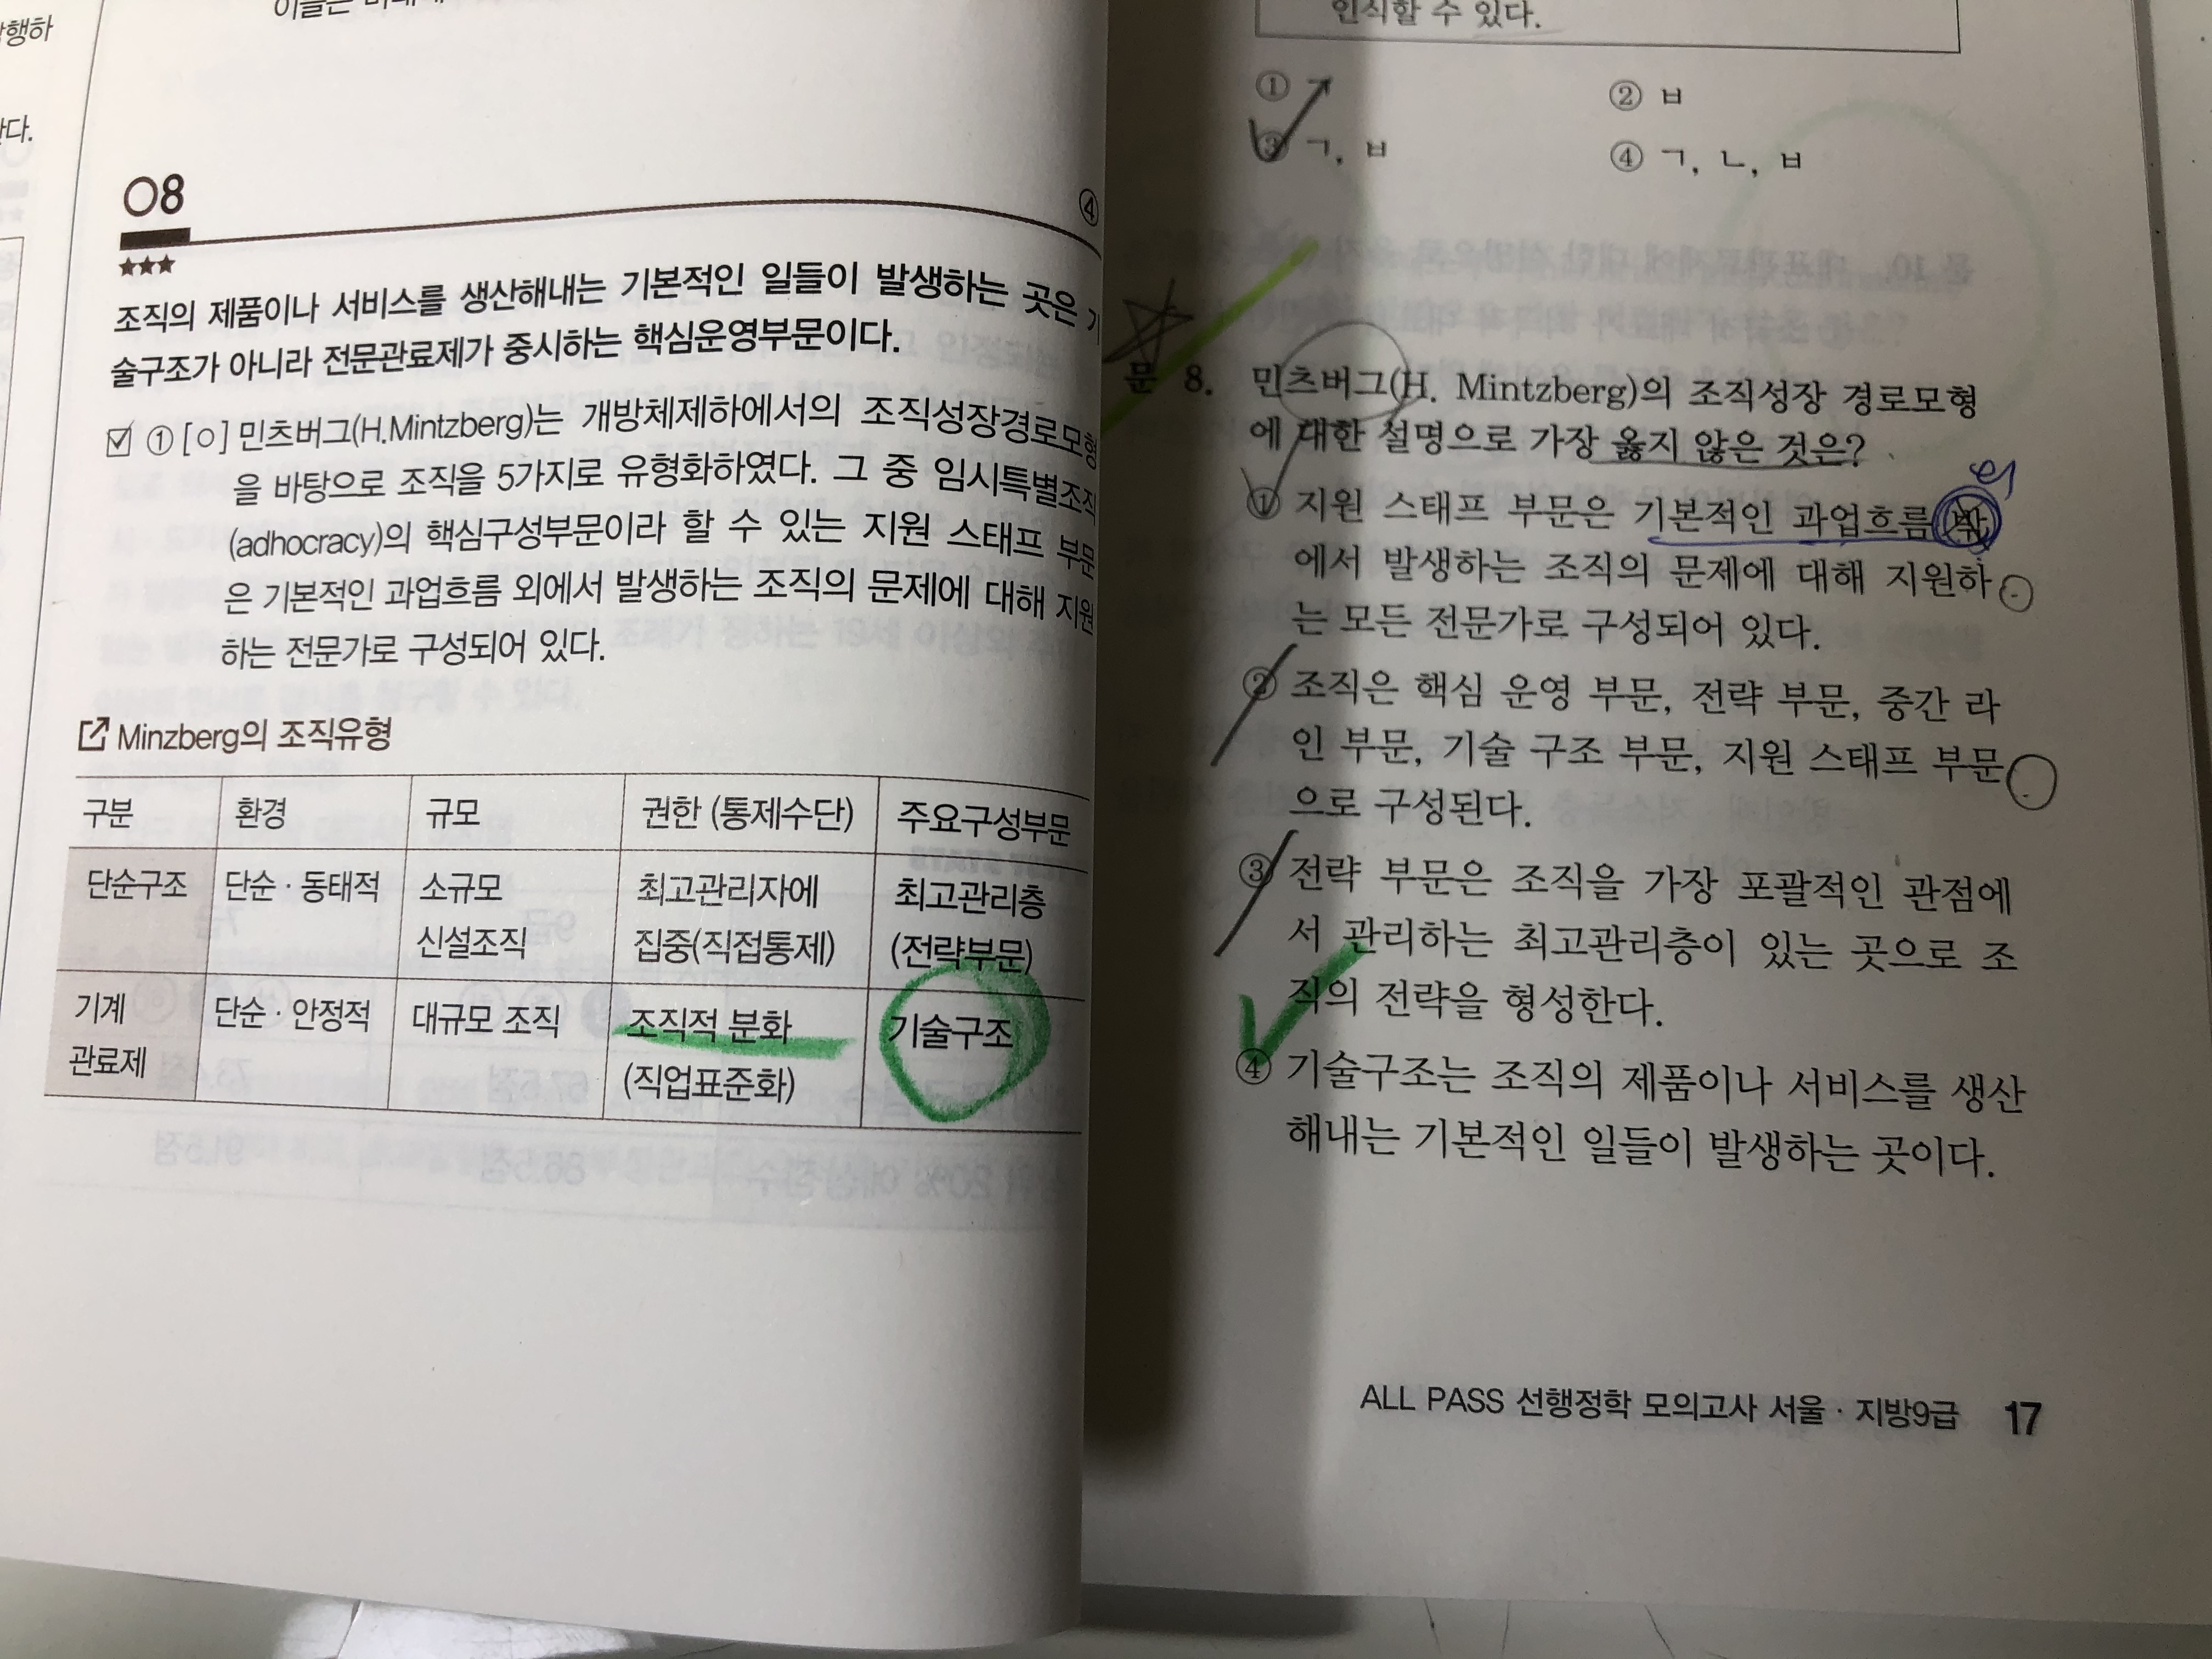 행하
다.
08
④
★★★
조직의 제품이나 서비스를 생산해내는 기본적인 일들이 발생하는 곳은 기
술구조가 아니라 전문관료제가 중시하는 핵심운영부문이다.
① [○] 민츠버그(H.Mintzberg)는 개방체제하에서의 조직성장경로모형
을 바탕으로 조직을 5가지로 유형화하였다. 그 중 임시특별조직
(adhocracy)의 핵심구성부문이라 할 수 있는 지원 스태프 부문
은 기본적인 과업흐름 외에서 발생하는 조직의 문제에 대해 지원
하는 전문가로 구성되어 있다.
Minzberg의 조직유형
구분 환경 규모 권한 (통제수단) 주요구성부문
단순구조 단순·동태적 소규모 최고관리자에 최고관리층
신설조직 집중(직접통제) (전략부문)
기계 단순·안정적 대규모 조직 조직적 분화 기술구조
관료제 (직업표준화)
인식할 수 있다.
① ㄱ ② ㅂ
③ ㄱ, ㅂ ④ ㄱ, ㄴ, ㅂ
문 8. 민츠버그(H. Mintzberg)의 조직성장 경로모형
에 대한 설명으로 가장 옳지 않은 것은?
외
① 지원 스태프 부문은 기본적인 과업흐름
에서 발생하는 조직의 문제에 대해 지원하
는 모든 전문가로 구성되어 있다.
② 조직은 핵심 운영 부문, 전략 부문, 중간 라
인 부문, 기술 구조 부문, 지원 스태프 부문
으로 구성된다.
③ 전략 부문은 조직을 가장 포괄적인 관점에
서 관리하는 최고관리층이 있는 곳으로 조
직의 전략을 형성한다.
④ 기술구조는 조직의 제품이나 서비스를 생산
해내는 기본적인 일들이 발생하는 곳이다.
ALL PASS 선행정학 모의고사 서울·지방9급 17